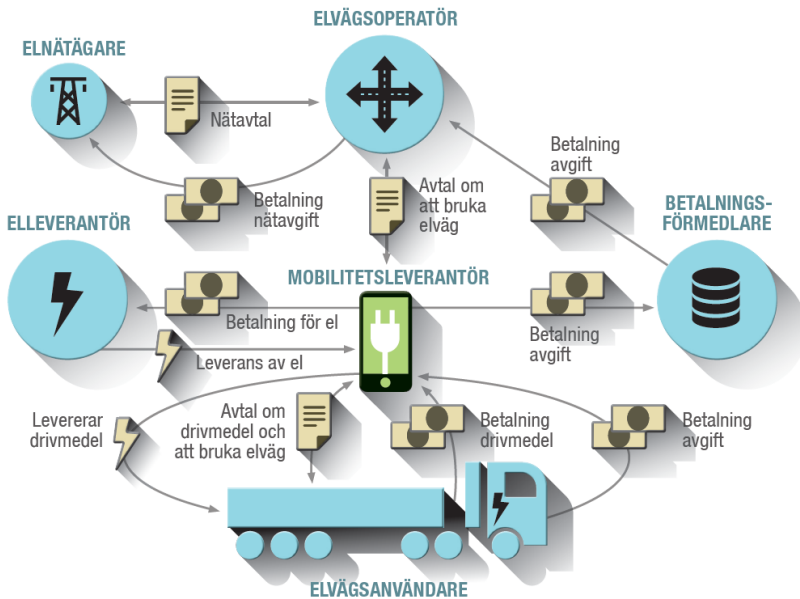 ELVÄGSOPERATÖR
ELNÄTÄGARE
Nätavtal
Betalning
avgift
Betalning
nätavgift
Avtal om
att bruka
elväg
BETALNINGS-
FÖRMEDLARE
ELLEVERANTÖR
MOBILITETSLEVERANTÖR
Betalning för el
Betalning
avgift
Leverans av el
Levererar
drivmedel
Avtal om
drivmedel och
att bruka elväg
Betalning
drivmedel
Betalning
avgift
ELVÄGSANVÄNDARE